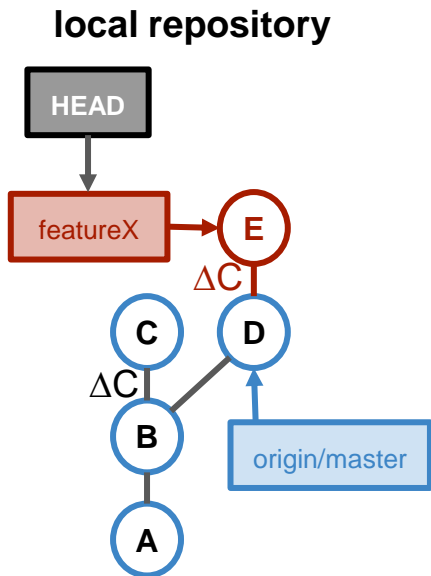 local repository
HEAD
featureX
E
ΔC
C
D
ΔC
B
origin/master
A